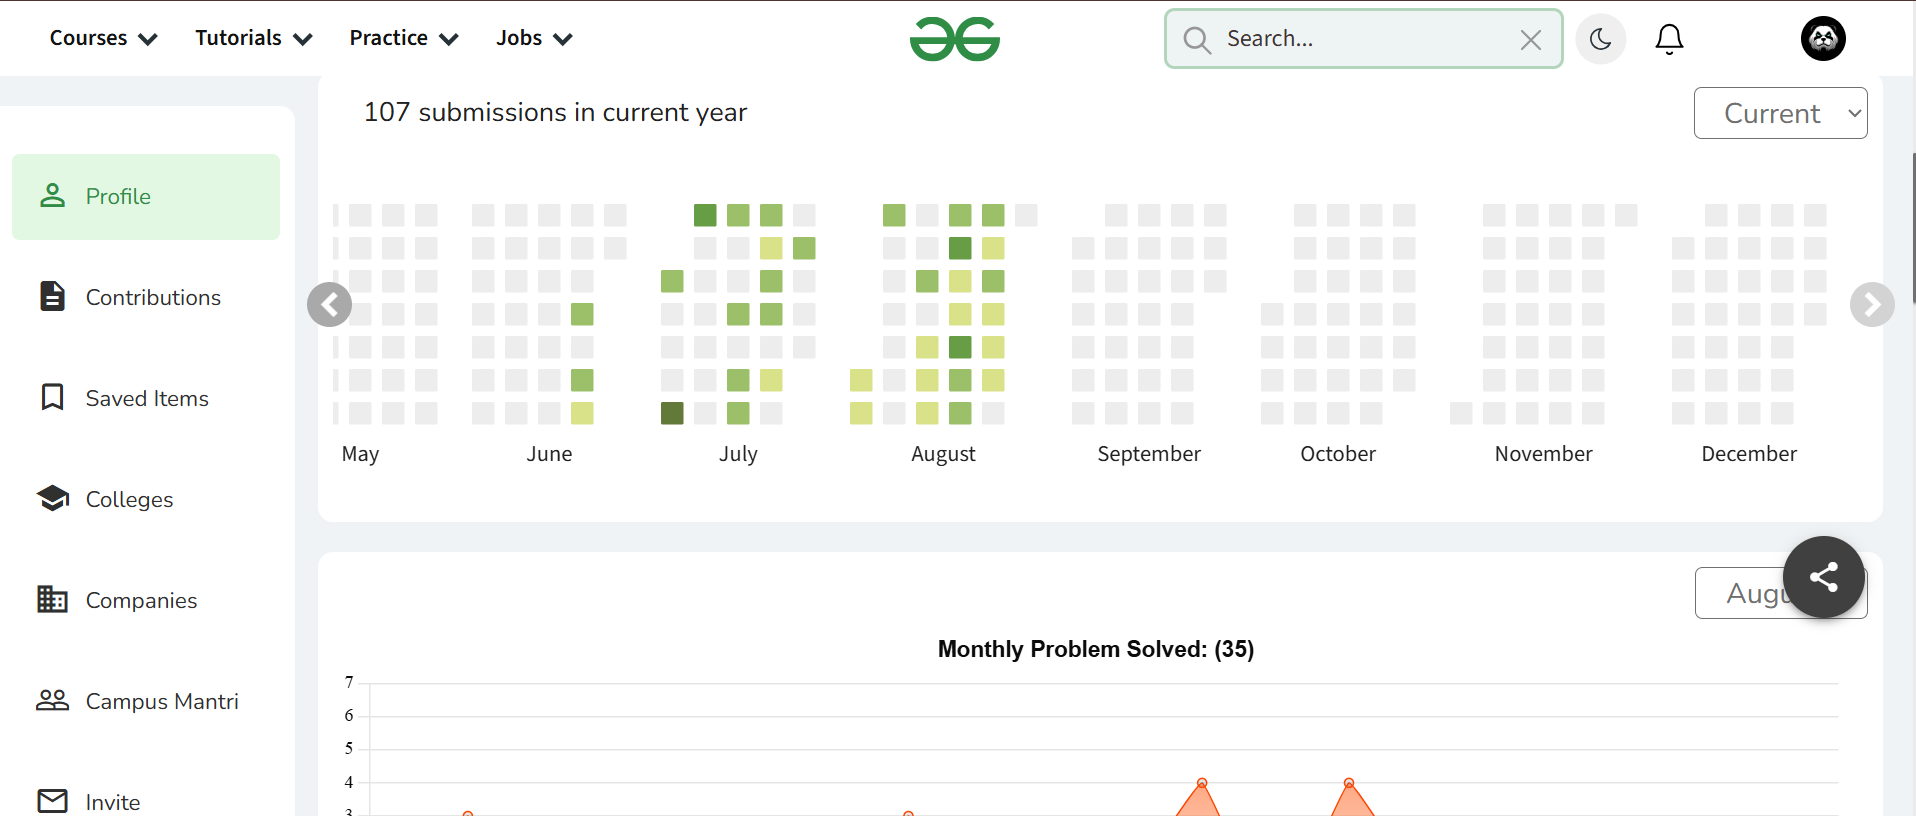 Courses Tutorials Practice Jobs Search...
107 submissions in current year
Current
Profile
Contributions
Saved Items
Colleges
Companies
Campus Mantri
Invite
May June July August September October November December
Augu
Monthly Problem Solved: (35)
7
6
5
4
3